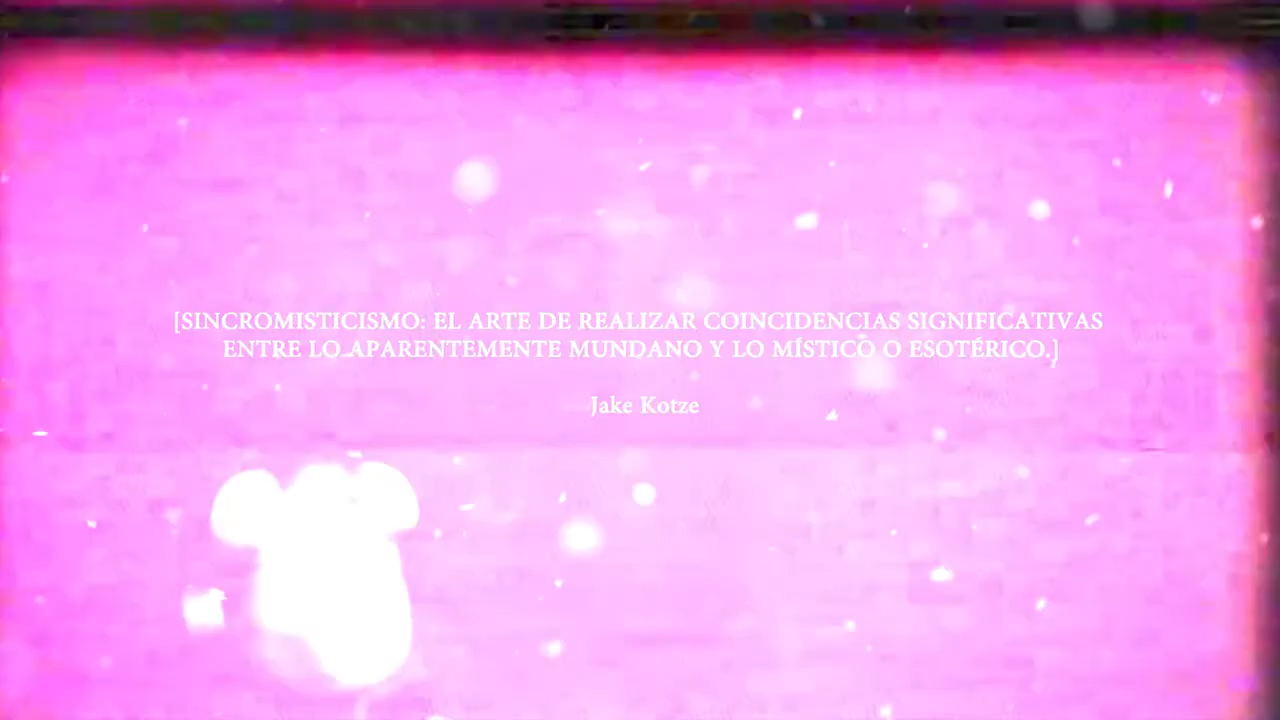 [SINCROMISTICISMO: EL ARTE DE REALIZAR COINCIDENCIAS SIGNIFICATIVAS
ENTRE LO APARENTEMENTE MUNDANO Y LO MÍSTICO O ESOTÉRICO.]
Jake Kotze